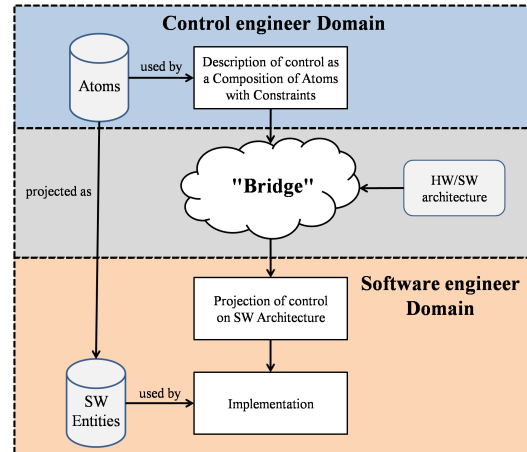 Control engineer Domain
Atoms
used by
Description of control as
a Composition of Atoms
with Constraints
projected as
"Bridge"
HW/SW
architecture
Software engineer
Domain
Projection of control
on SW Architecture
SW
Entities
used by
Implementation